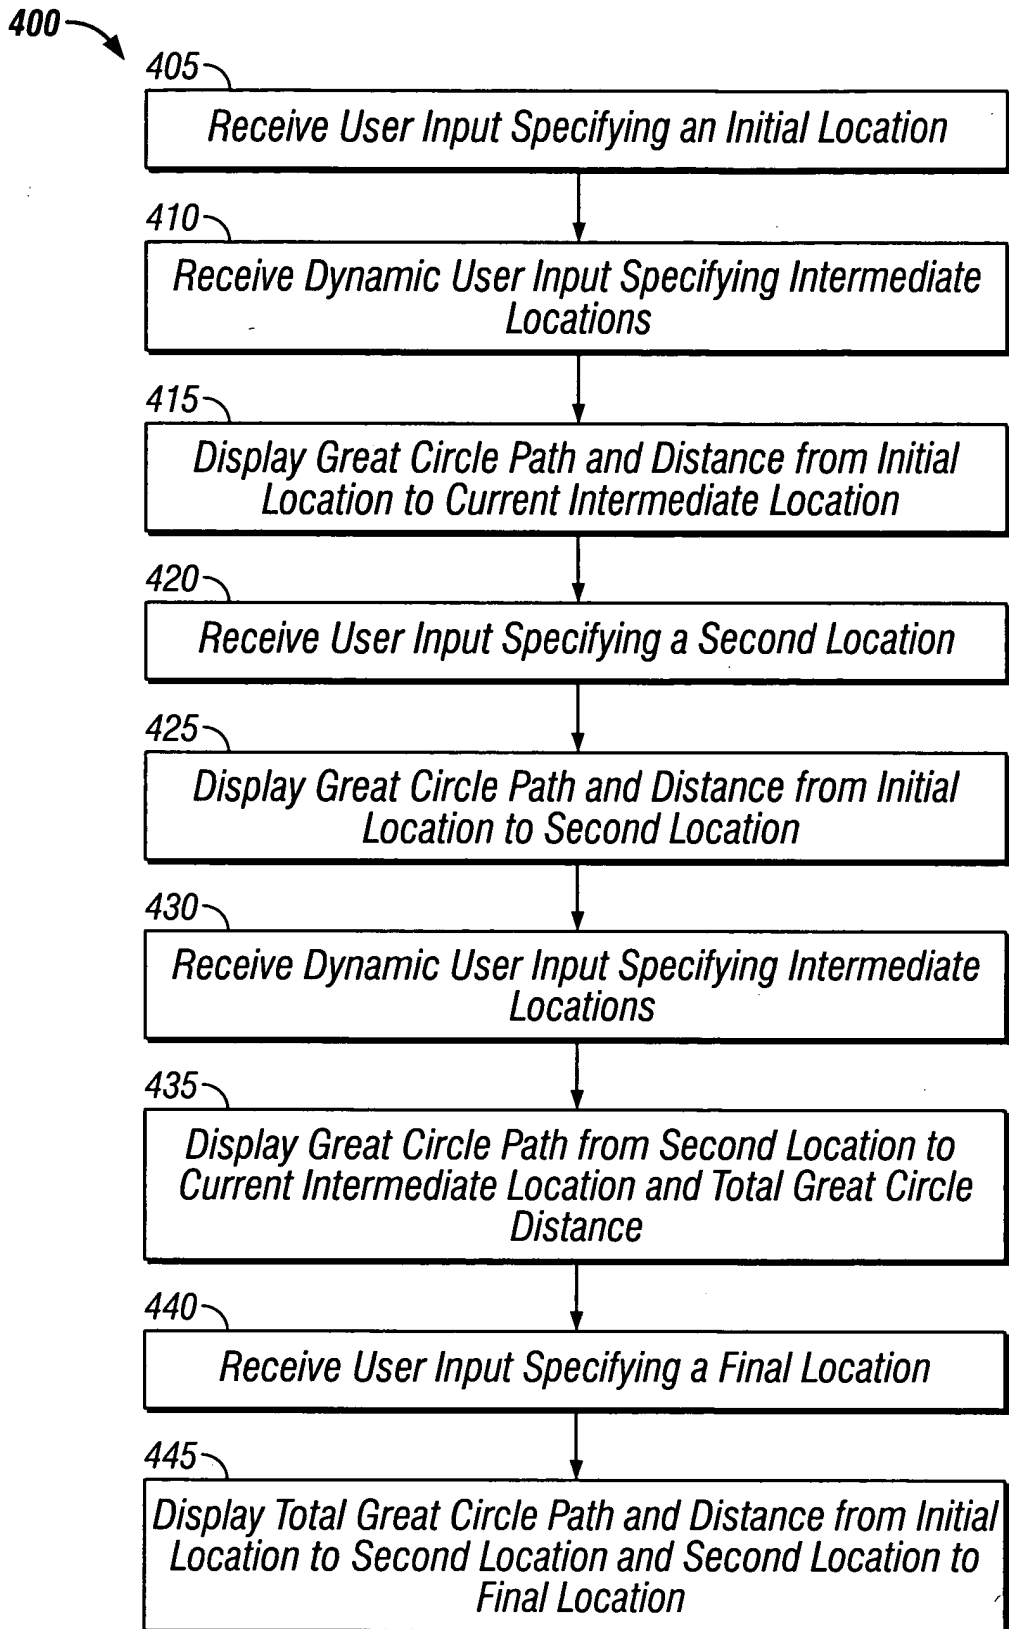 400
405
Receive User Input Specifying an Initial Location
410
Receive Dynamic User Input Specifying Intermediate
Locations
415
Display Great Circle Path and Distance from Initial
Location to Current Intermediate Location
420
Receive User Input Specifying a Second Location
425
Display Great Circle Path and Distance from Initial
Location to Second Location
430
Receive Dynamic User Input Specifying Intermediate
Locations
435
Display Great Circle Path from Second Location to
Current Intermediate Location and Total Great Circle
Distance
440
Receive User Input Specifying a Final Location
445
Display Total Great Circle Path and Distance from Initial
Location to Second Location and Second Location to
Final Location